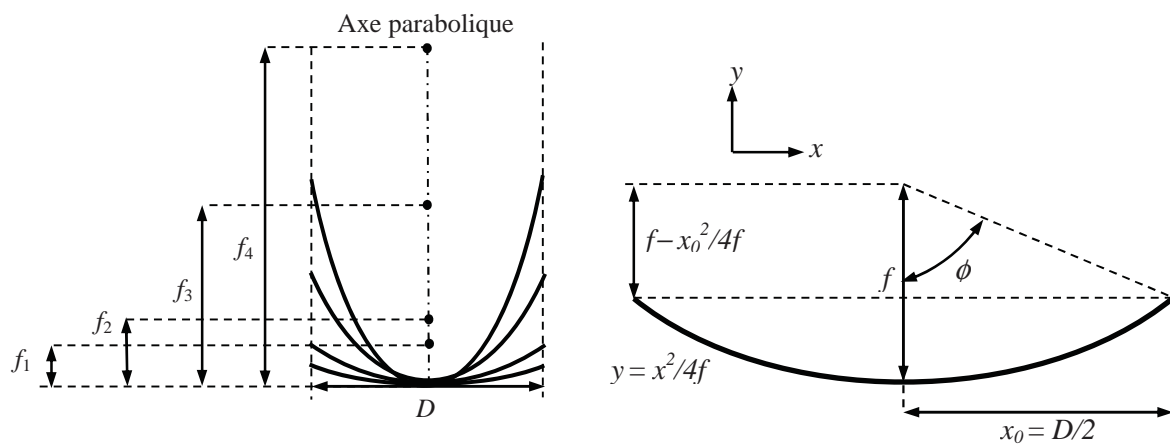 Axe parabolique
f4
f3
f2
f1
D
y
x
f − x0²/4f
f
ϕ
y = x²/4f
x0 = D/2